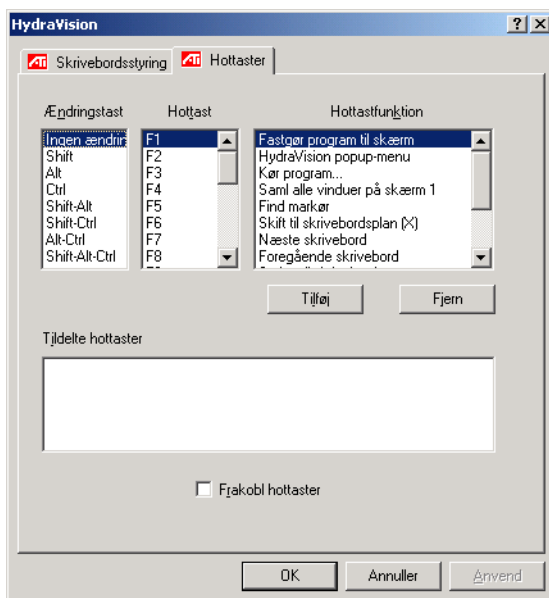 HydraVision
ATI Skrivebordsstyring
ATI Hottaster
Ændringstast
Ingen ændrin
Shift
Alt
Ctrl
Shift-Alt
Shift-Ctrl
Alt-Ctrl
Shift-Alt-Ctrl
Hottast
F1
F2
F3
F4
F5
F6
F7
F8
Hottastfunktion
Fastgør program til skærm
HydraVision popup-menu
Kør program...
Saml alle vinduer på skærm 1
Find markør
Skift til skrivebordsplan (X)
Næste skrivebord
Foregående skrivebord
Tilføj
Fjern
Tildelte hottaster
Frakobl hottaster
OK
Annuller
Anvend